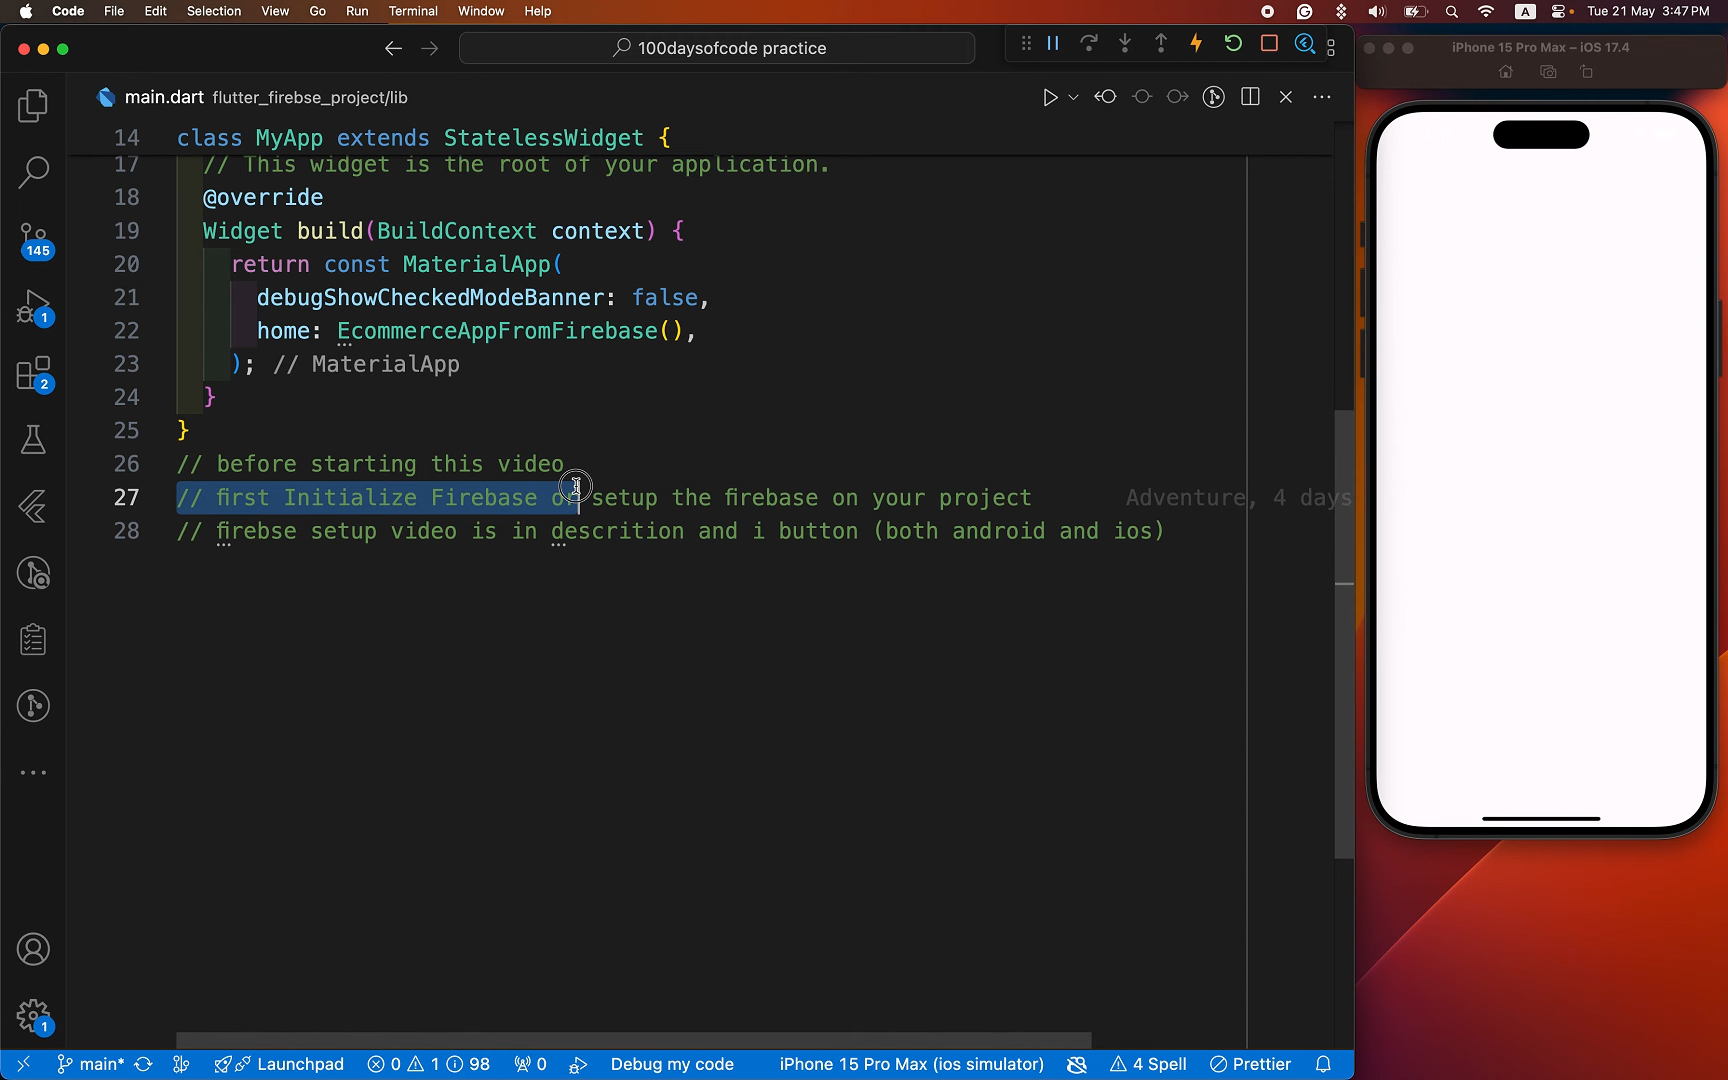 Code File Edit Selection View Go Run Terminal Window Help A Tue 21 May 3:47 PM
100daysofcode practice
iPhone 15 Pro Max – iOS 17.4
main.dart flutter_firebse_project/lib
14 class MyApp extends StatelessWidget {
17 // This widget is the root of your application.
18 @override
19 Widget build(BuildContext context) {
20 return const MaterialApp(
21 debugShowCheckedModeBanner: false,
22 home: EcommerceAppFromFirebase(),
23 ); // MaterialApp
24 }
25 }
26 // before starting this video
27 // first Initialize Firebase or setup the firebase on your project Adventure, 4 days
28 // firebse setup video is in descrition and i button (both android and ios)
145
1
2
1
main* Launchpad 0 1 98 0 Debug my code iPhone 15 Pro Max (ios simulator) 4 Spell Prettier